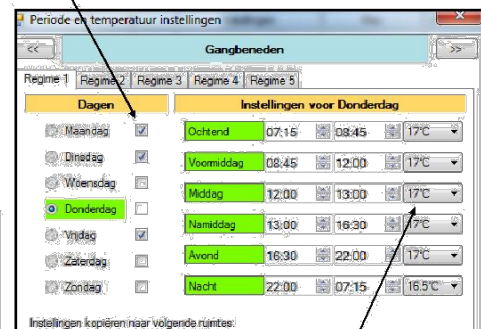 Periode en temperatuur instellingen
<< Gangbeneden >>
Regime 1 Regime 2 Regime 3 Regime 4 Regime 5
Dagen Instellingen voor Donderdag
Maandag Ochtend 07:15 08:45 17°C
Dinsdag Voormiddag 08:45 12:00 17°C
Woensdag Middag 12:00 13:00 17°C
Donderdag Namiddag 13:00 16:30 17°C
Vrijdag Avond 16:30 22:00 17°C
Zaterdag Nacht 22:00 07:15 16.5°C
Zondag
Instellingen kopiëren naar volgende ruimtes: